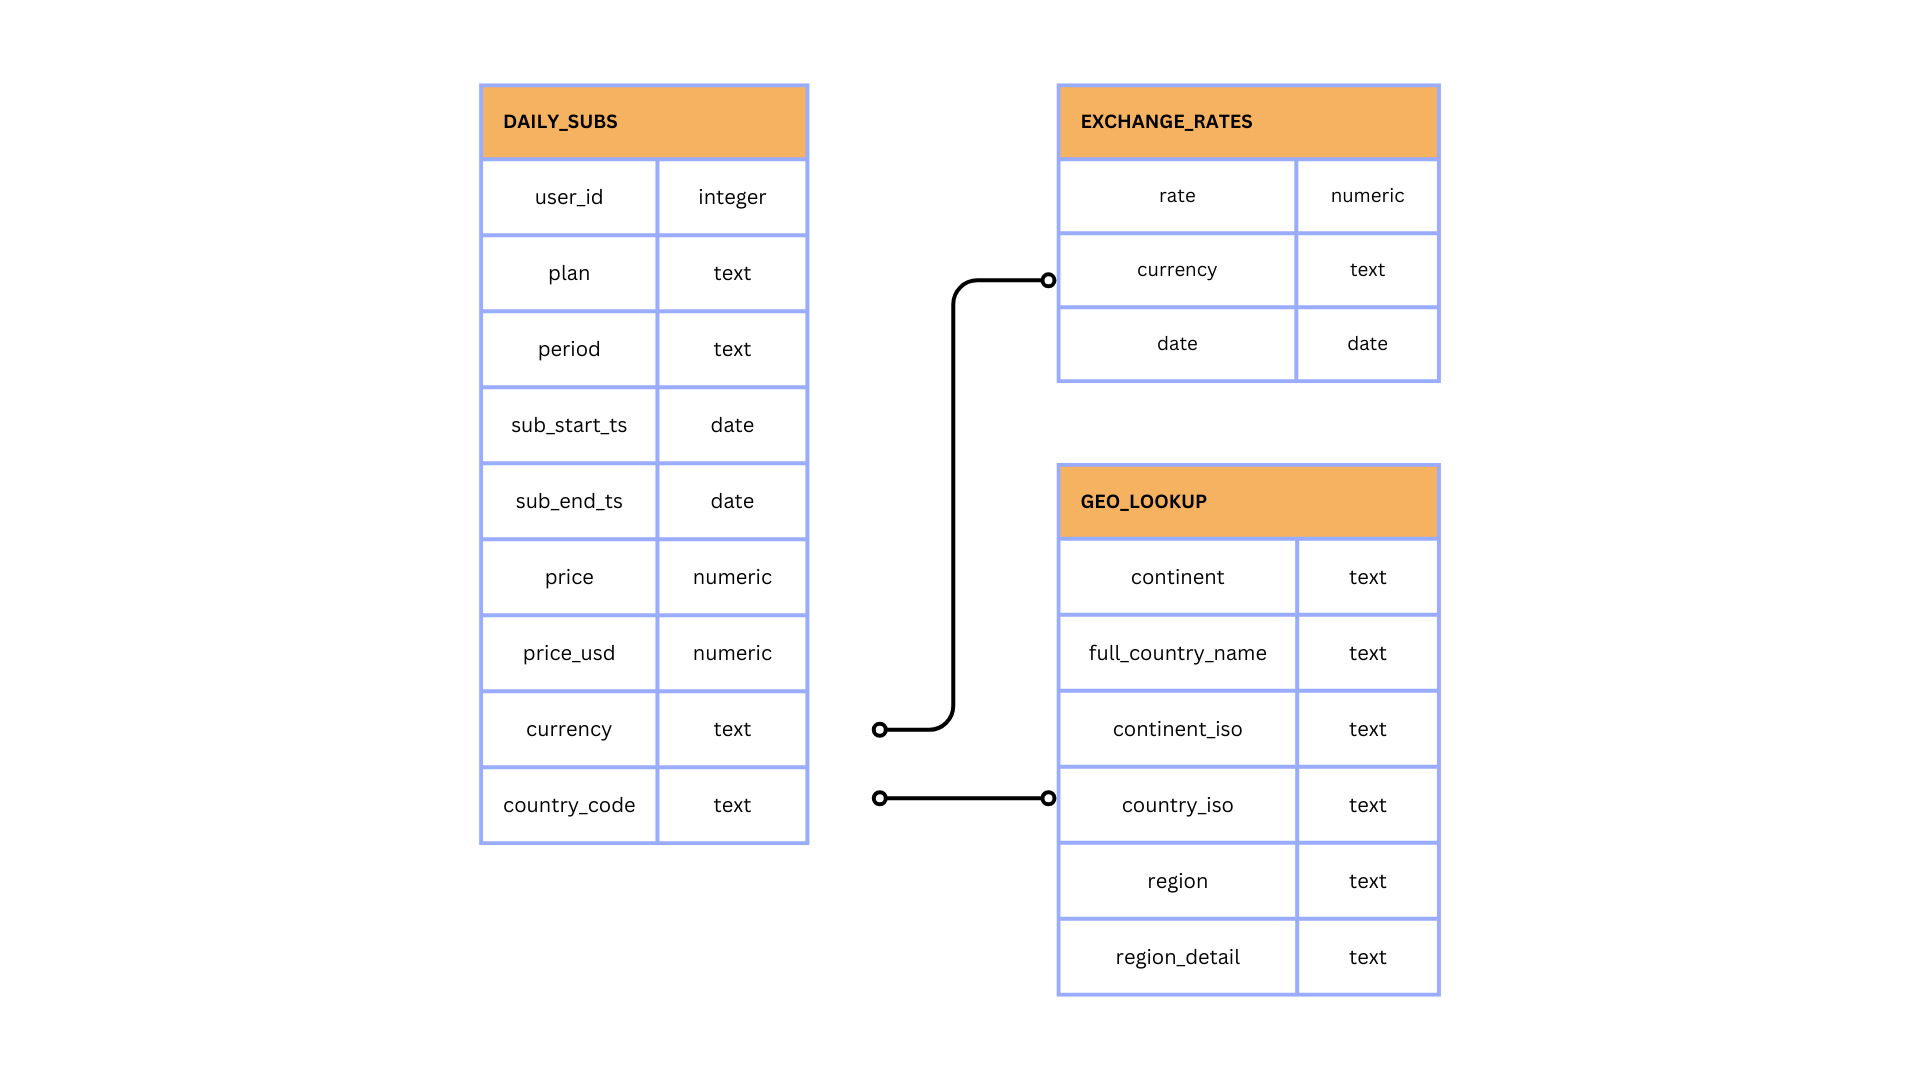 DAILY_SUBS
user_id integer
plan text
period text
sub_start_ts date
sub_end_ts date
price numeric
price_usd numeric
currency text
country_code text
EXCHANGE_RATES
rate numeric
currency text
date date
GEO_LOOKUP
continent text
full_country_name text
continent_iso text
country_iso text
region text
region_detail text